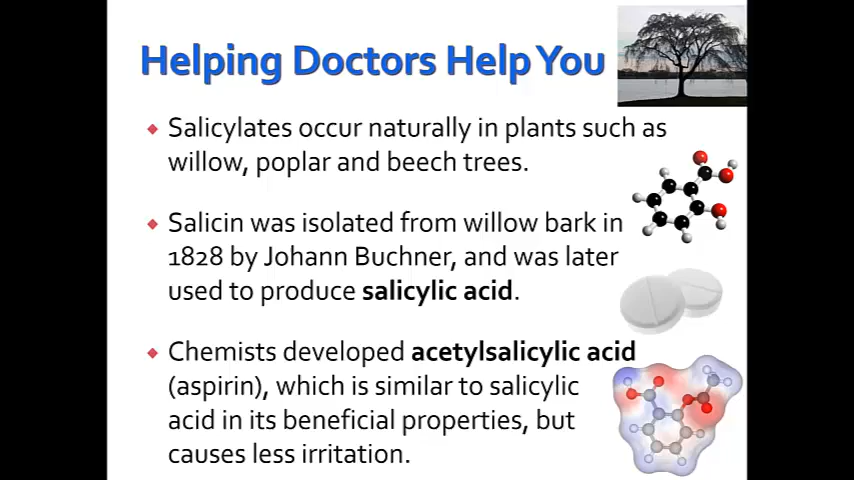 Helping Doctors Help You
Salicylates occur naturally in plants such as
willow, poplar and beech trees.
Salicin was isolated from willow bark in
1828 by Johann Buchner, and was later
used to produce salicylic acid.
Chemists developed acetylsalicylic acid
(aspirin), which is similar to salicylic
acid in its beneficial properties, but
causes less irritation.